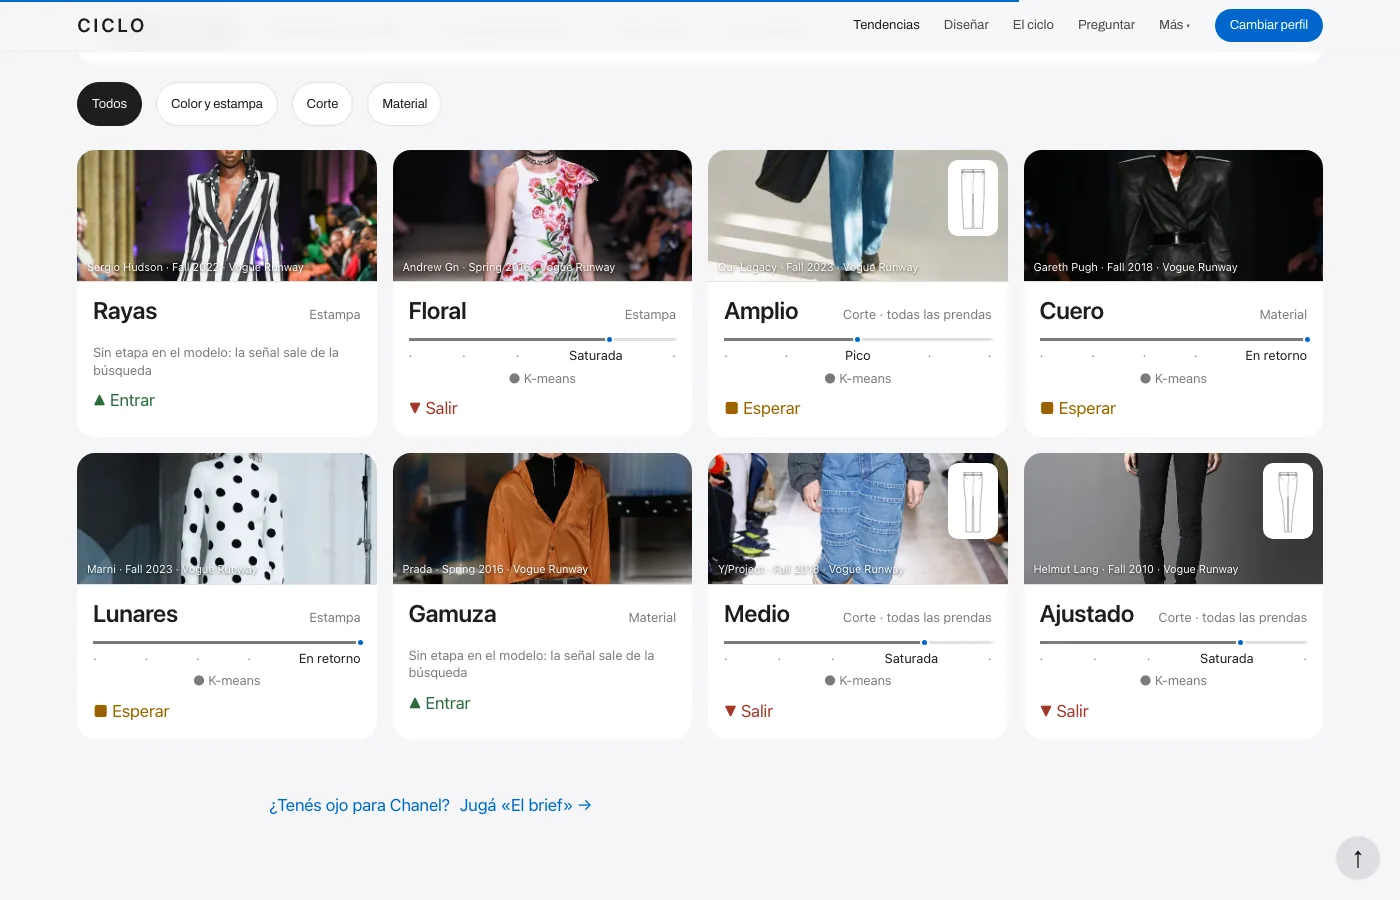 CICLO
Tendencias
Diseñar
El ciclo
Preguntar
Más
Cambiar perfil
Todos
Color y estampa
Corte
Material
Sergio Hudson · Fall 2022 · Vogue Runway
Andrew Gn · Spring 2016 · Vogue Runway
Our Legacy · Fall 2023 · Vogue Runway
Gareth Pugh · Fall 2018 · Vogue Runway
Rayas
Estampa
Sin etapa en el modelo: la señal sale de la
búsqueda
▲ Entrar
Floral
Estampa
Saturada
K-means
▼ Salir
Amplio
Corte · todas las prendas
Pico
K-means
Esperar
Cuero
Material
En retorno
K-means
Esperar
Marni · Fall 2023 · Vogue Runway
Prada · Spring 2016 · Vogue Runway
Y/Project · Fall 2018 · Vogue Runway
Helmut Lang · Fall 2010 · Vogue Runway
Lunares
Estampa
En retorno
K-means
Esperar
Gamuza
Material
Sin etapa en el modelo: la señal sale de la
búsqueda
▲ Entrar
Medio
Corte · todas las prendas
Saturada
K-means
▼ Salir
Ajustado
Corte · todas las prendas
Saturada
K-means
▼ Salir
¿Tenés ojo para Chanel? Jugá «El brief» →
↑